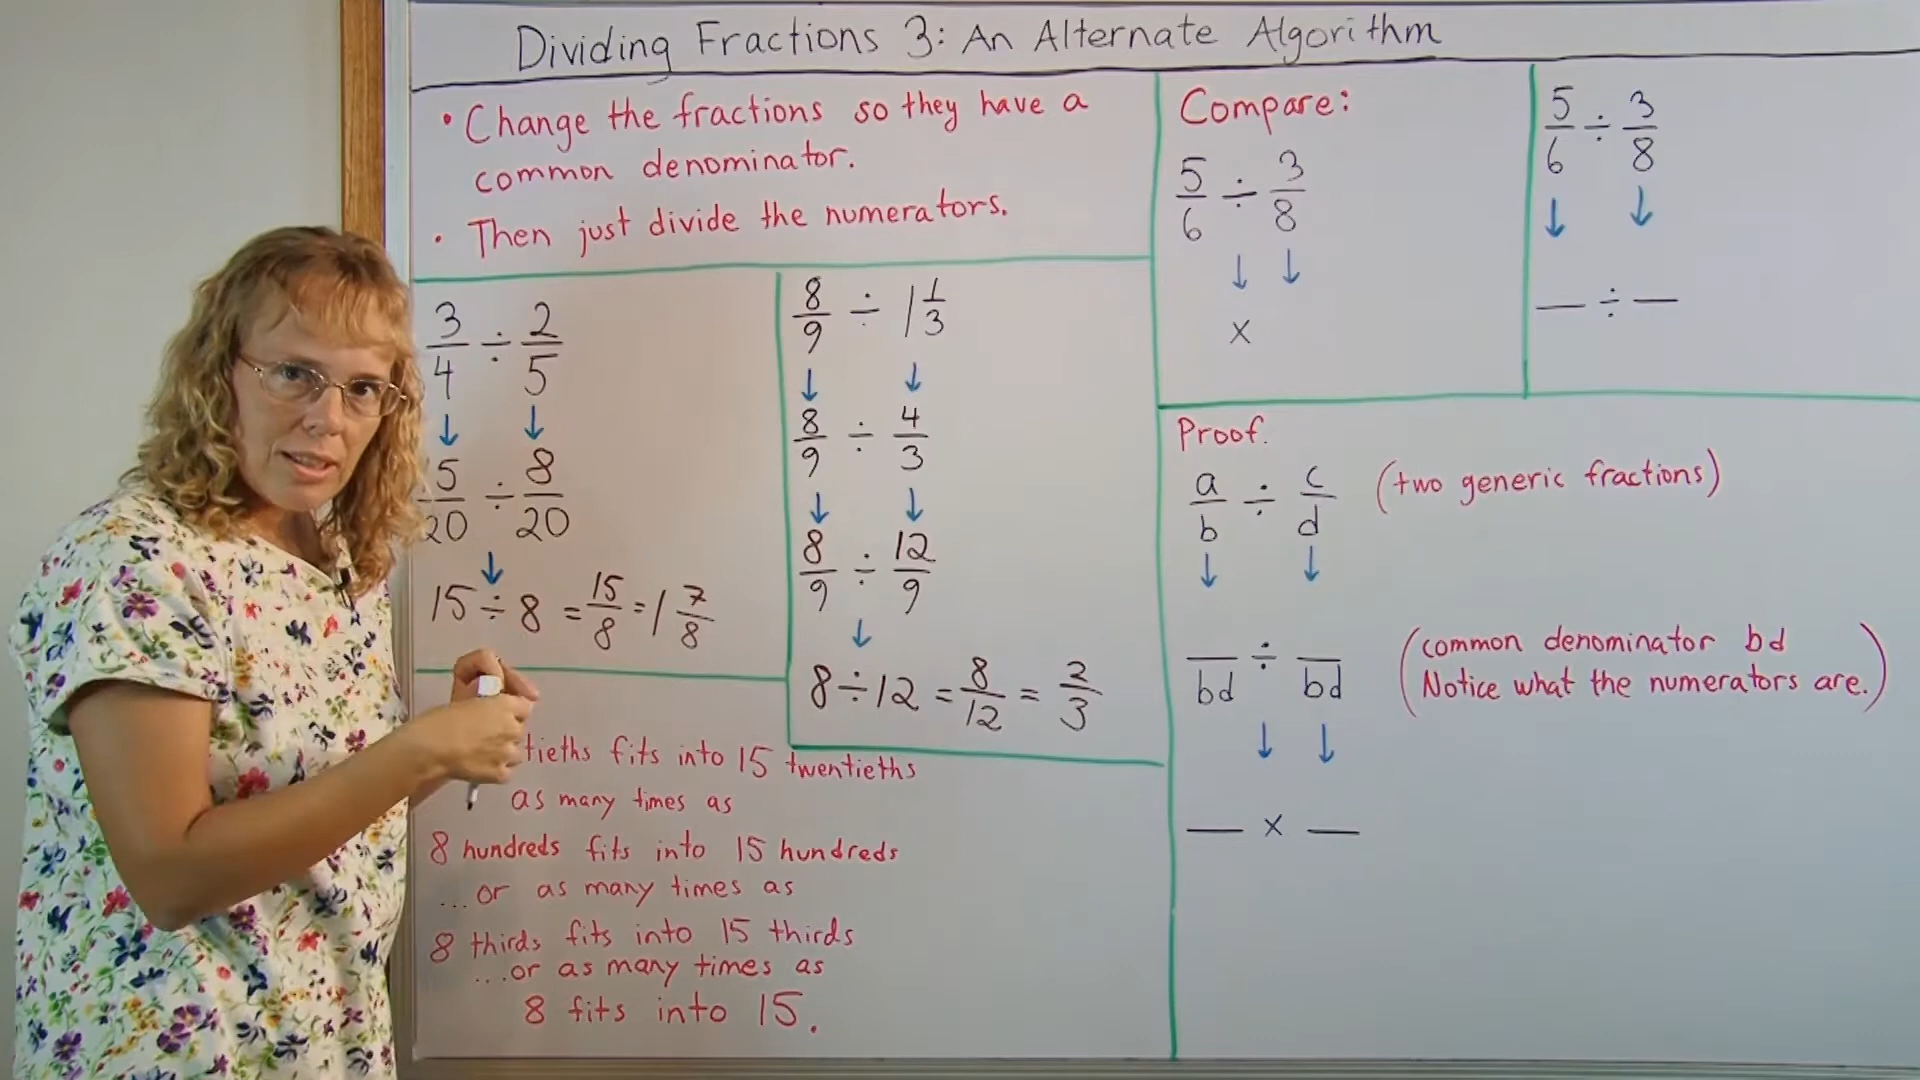 Dividing Fractions 3: An Alternate Algorithm
• Change the fractions so they have a
common denominator.
• Then just divide the numerators.
3/4 ÷ 2/5
↓ ↓
5/20 ÷ 8/20
↓
15 ÷ 8 = 15/8 = 1 7/8
8/9 ÷ 1 1/3
↓ ↓
8/9 ÷ 4/3
↓ ↓
8/9 ÷ 12/9
↓
8 ÷ 12 = 8/12 = 2/3
tieths fits into 15 twentieths
as many times as
8 hundreds fits into 15 hundreds
...or as many times as
8 thirds fits into 15 thirds
...or as many times as
8 fits into 15.
Compare:
5/6 ÷ 3/8
↓ ↓
x
5/6 ÷ 3/8
↓ ↓
— ÷ —
Proof.
a/b ÷ c/d (two generic fractions)
↓ ↓
—/bd ÷ —/bd (common denominator bd
Notice what the numerators are.)
↓ ↓
— x —